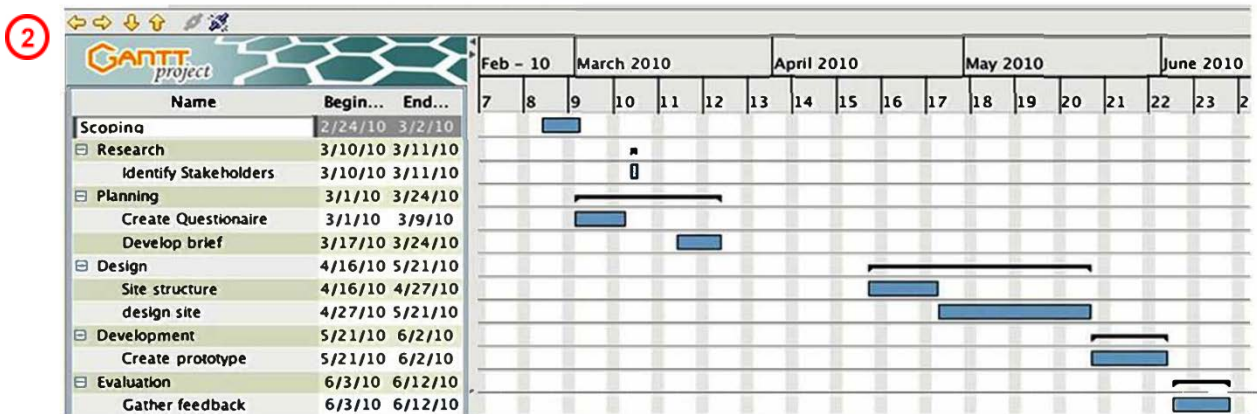 2
GANTT
project
Feb - 10 March 2010 April 2010 May 2010 June 2010
Name Begin... End... 7 8 9 10 11 12 13 14 15 16 17 18 19 20 21 22 23 2
Scoping 2/24/10 3/2/10
Research 3/10/10 3/11/10
Identify Stakeholders 3/10/10 3/11/10
Planning 3/1/10 3/24/10
Create Questionaire 3/1/10 3/9/10
Develop brief 3/17/10 3/24/10
Design 4/16/10 5/21/10
Site structure 4/16/10 4/27/10
design site 4/27/10 5/21/10
Development 5/21/10 6/2/10
Create prototype 5/21/10 6/2/10
Evaluation 6/3/10 6/12/10
Gather feedback 6/3/10 6/12/10